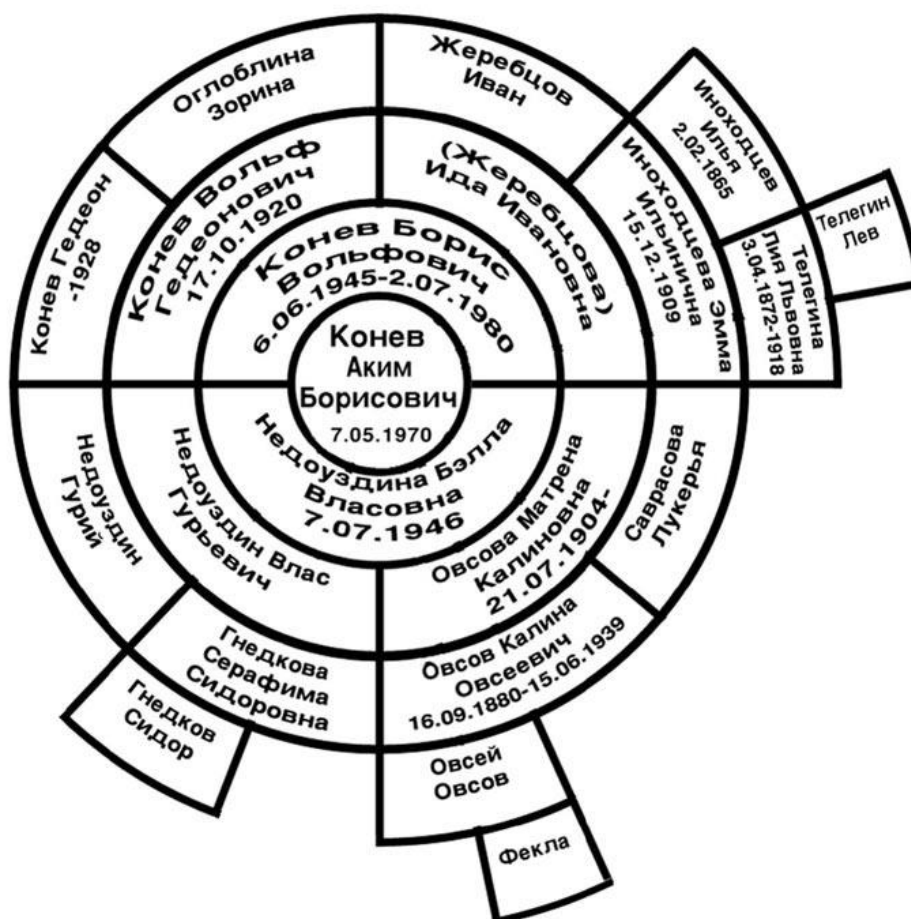 Оглоблина
Зорина
Жеребцов
Иван
Иноходцев
Илья
2.02.1865
Телегин
Лев
Телегина
Лия Львовна
3.04.1872-1918
Иноходцева Эмма
Ильинична
15.12.1909
(Жеребцова)
Ида Ивановна
Конев Вольф
Гедеонович
17.10.1920
Конев Гедеон
-1928
Конев Борис
Вольфович
6.06.1945-2.07.1980
Конев
Аким
Борисович
7.05.1970
Недоуздина Бэлла
Власовна
7.07.1946
Недоуздин
Гурий
Недоуздин Влас
Гурьевич
Овсова Матрена
Калиновна
21.07.1904-
Саврасова
Лукерья
Гнедкова
Серафима
Сидоровна
Овсов Калина
Овсеевич
16.09.1880-15.06.1939
Гнедков
Сидор
Овсей
Овсов
Фекла